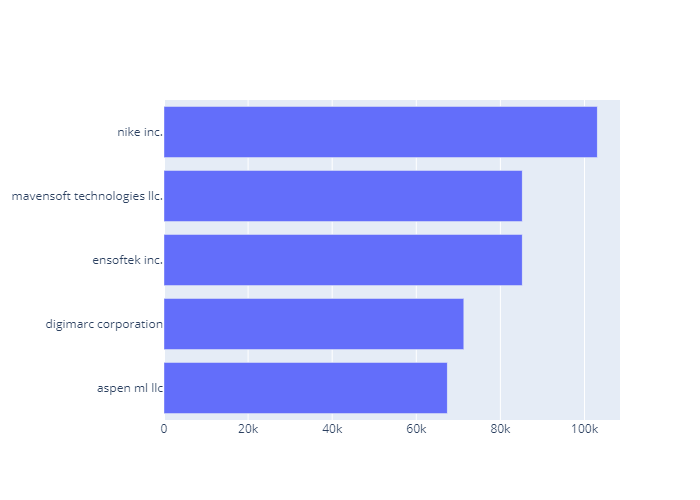 nike inc.
mavensoft technologies llc.
ensoftek inc.
digimarc corporation
aspen ml llc
0 20k 40k 60k 80k 100k